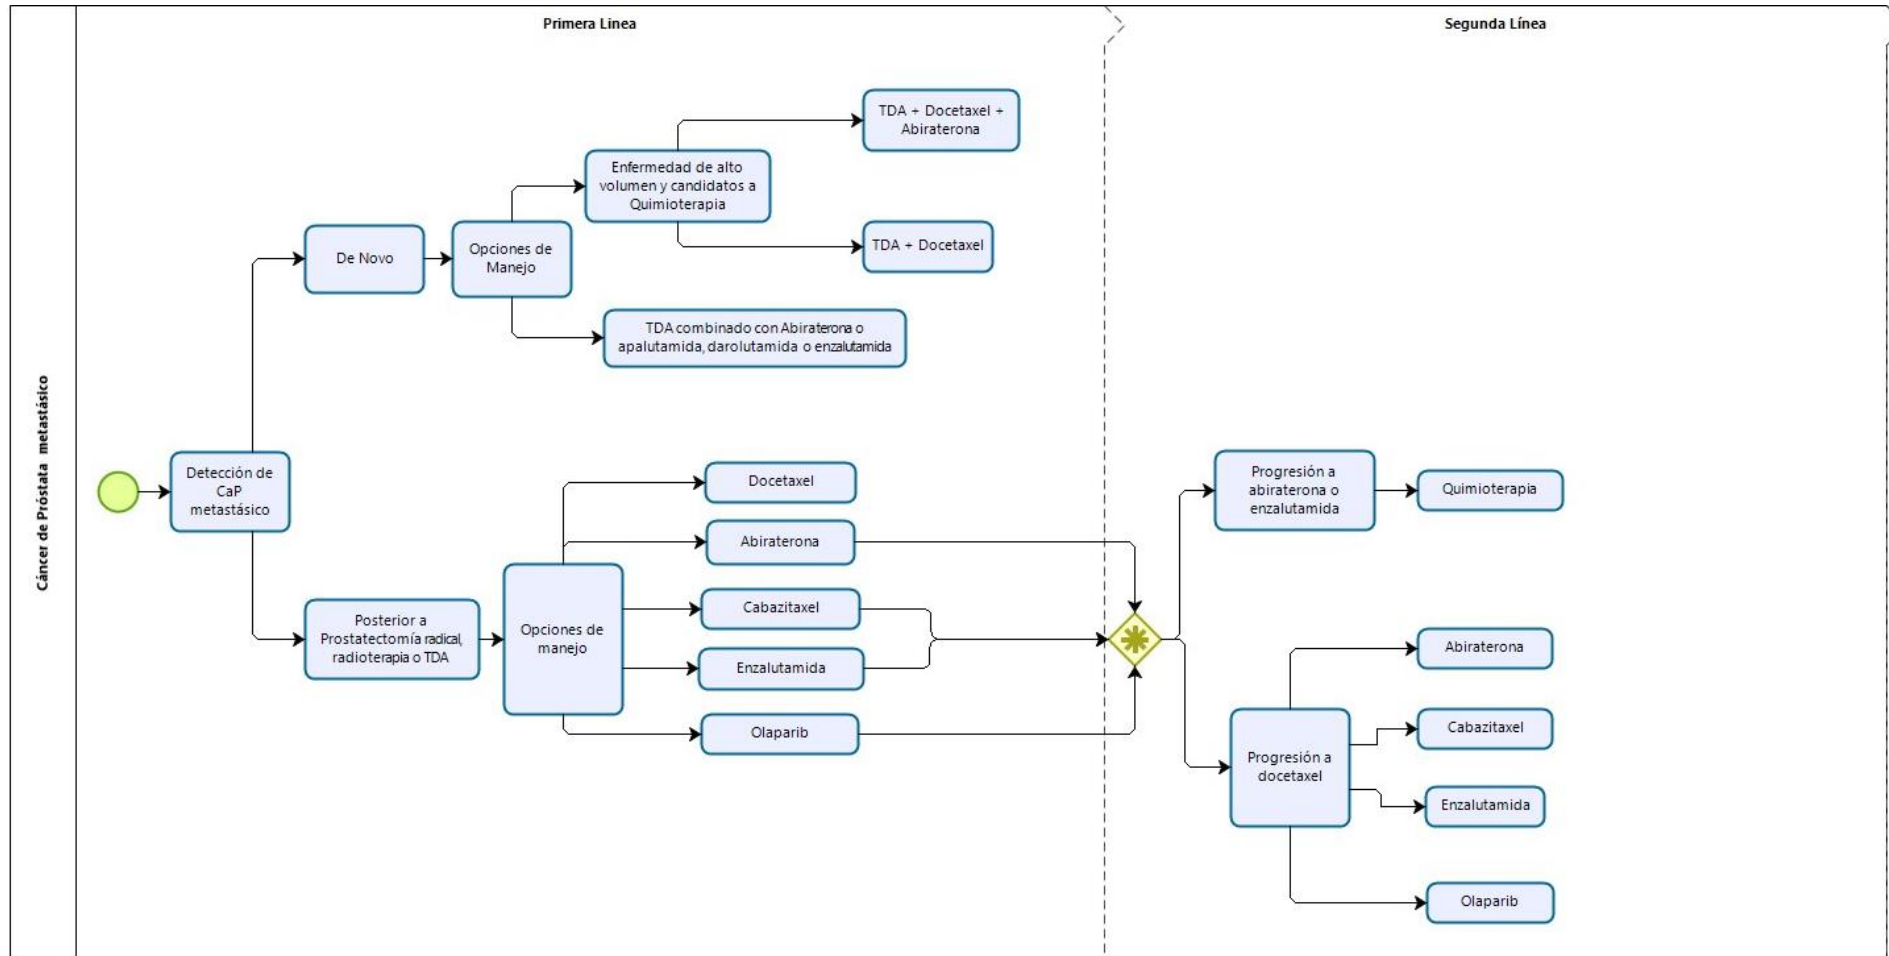 Primera Linea
Segunda Línea
Cáncer de Próstata metastásico
Detección de
CaP
metastásico
De Novo
Opciones de
Manejo
Enfermedad de alto
volumen y candidatos a
Quimioterapia
TDA + Docetaxel +
Abiraterona
TDA + Docetaxel
TDA combinado con Abiraterona o
apalutamida, darolutamida o enzalutamida
Posterior a
Prostatectomía radical,
radioterapia o TDA
Opciones de
manejo
Docetaxel
Abiraterona
Cabazitaxel
Enzalutamida
Olaparib
Progresión a
abiraterona o
enzalutamida
Quimioterapia
Progresión a
docetaxel
Abiraterona
Cabazitaxel
Enzalutamida
Olaparib